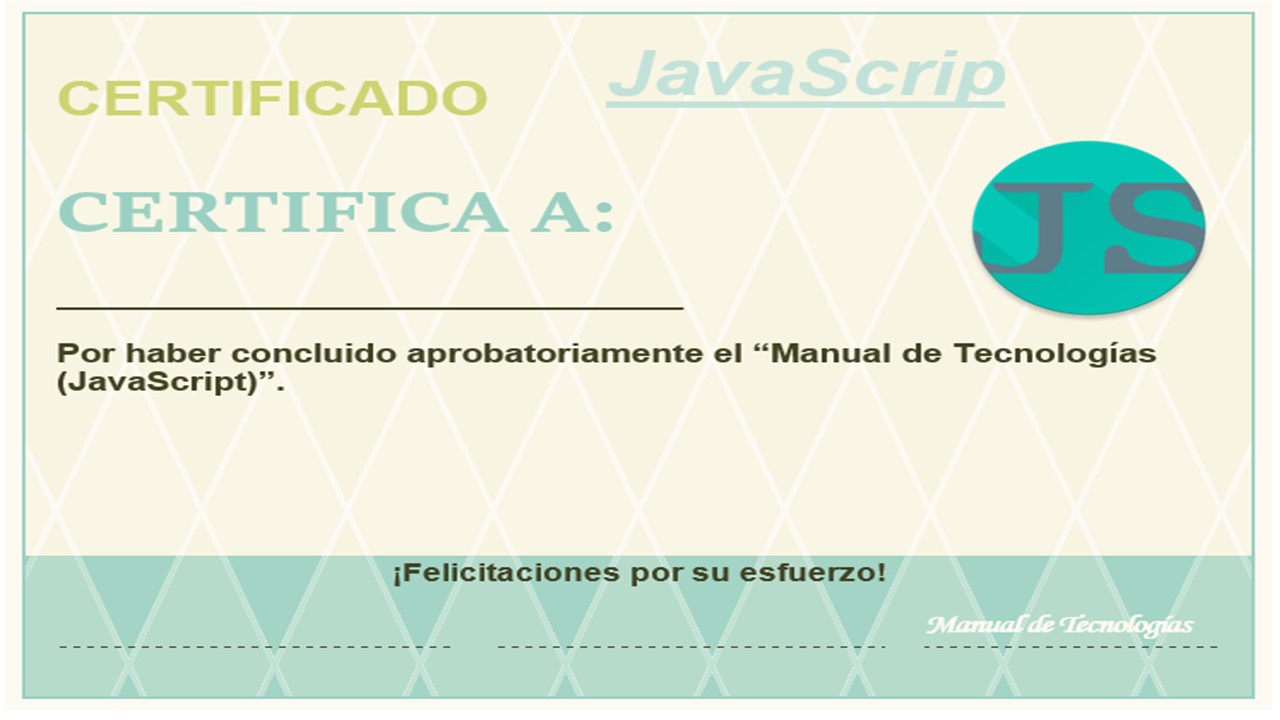 JavaScrip
CERTIFICADO
CERTIFICA A:
JS
Por haber concluido aprobatoriamente el “Manual de Tecnologías
(JavaScript)”.
¡Felicitaciones por su esfuerzo!
Manual de Tecnologías